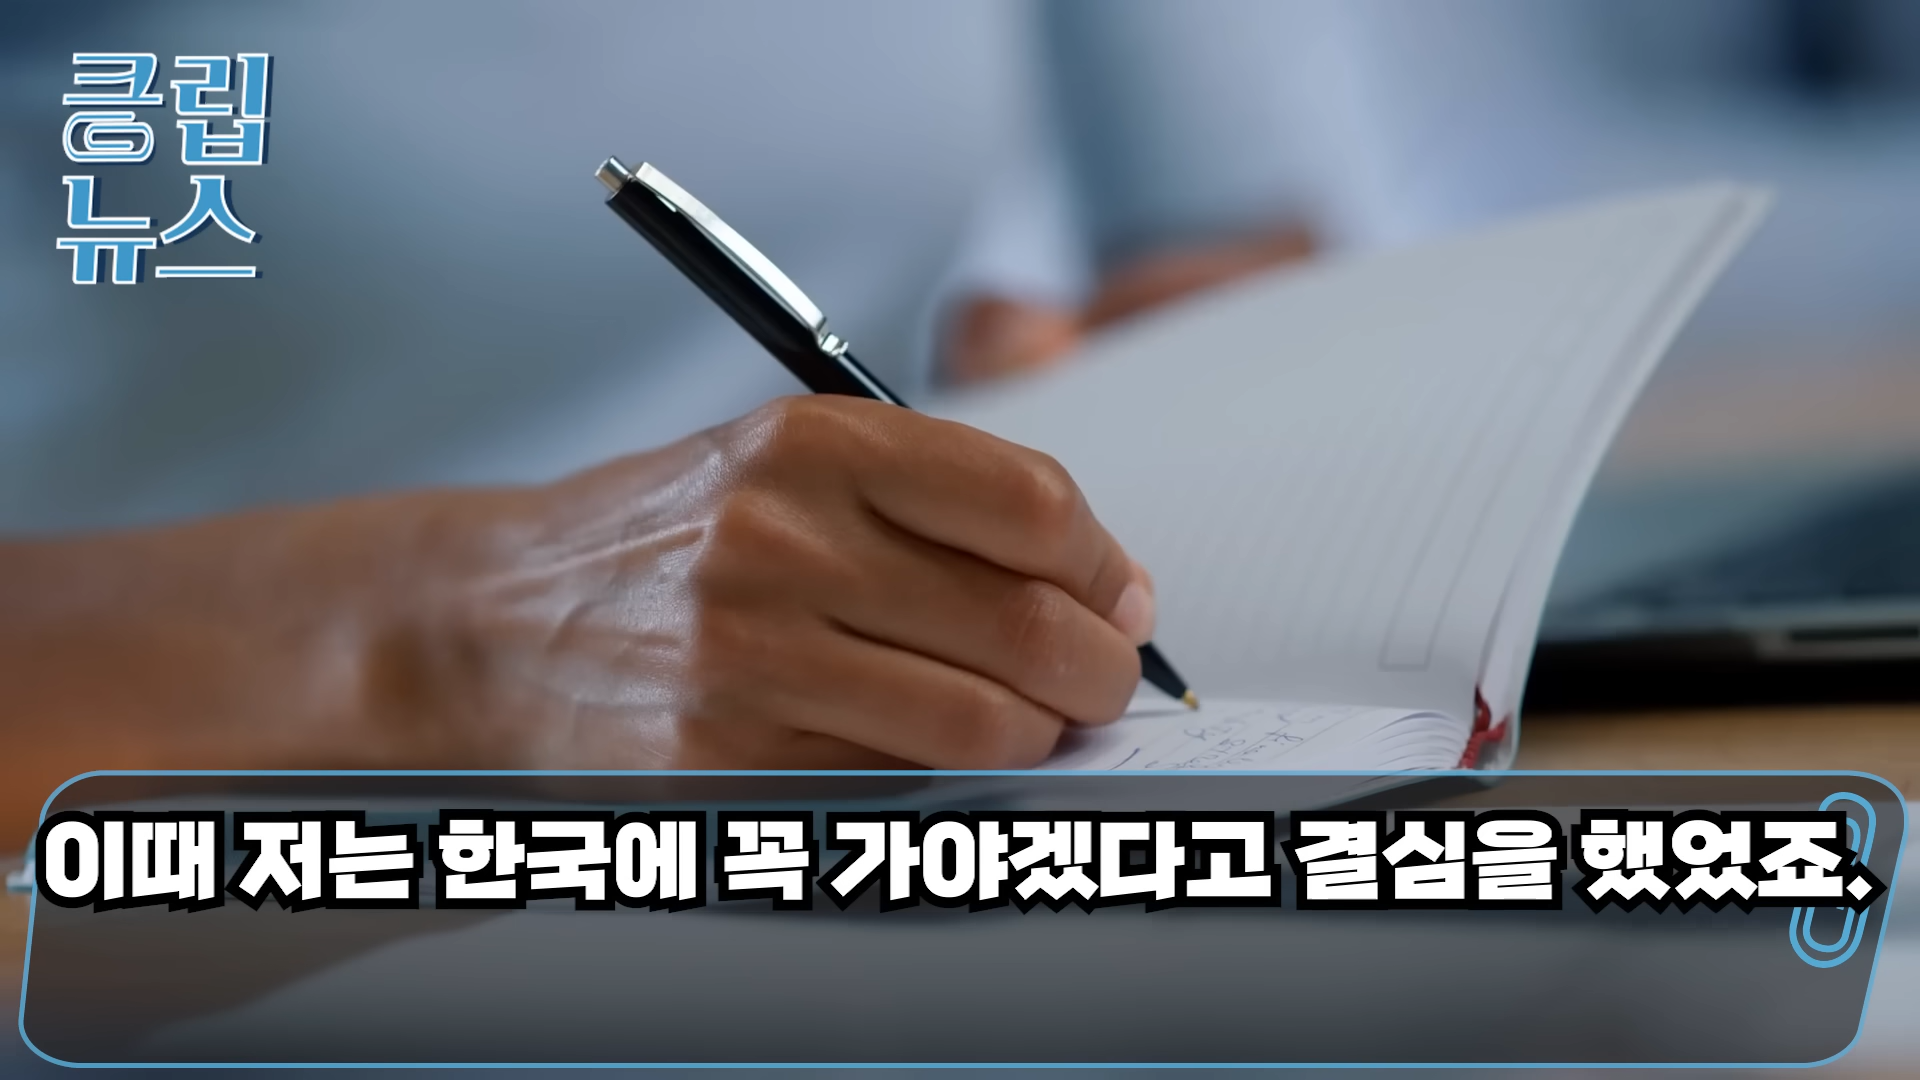 클립
뉴스
이때 저는 한국에 꼭 가야겠다고 결심을 했었죠.